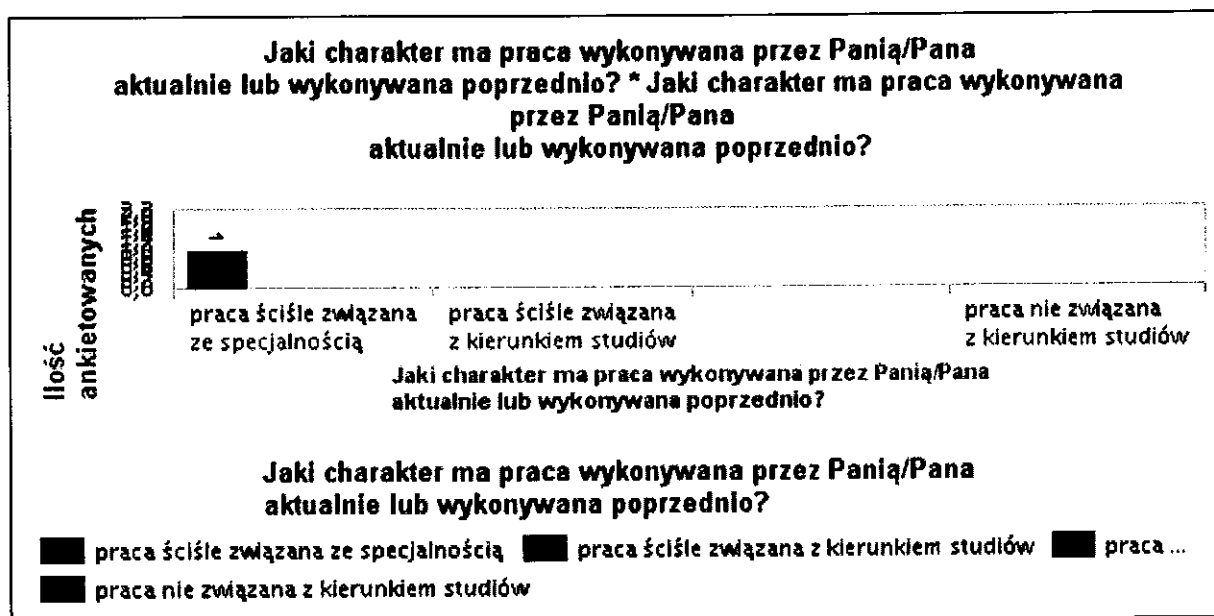 Jaki charakter ma praca wykonywana przez Panią/Pana
aktualnie lub wykonywana poprzednio? * Jaki charakter ma praca wykonywana
przez Panią/Pana
aktualnie lub wykonywana poprzednio?
Ilość
ankietowanych
1
praca ściśle związana
ze specjalnością
praca ściśle związana
z kierunkiem studiów
praca nie związana
z kierunkiem studiów
Jaki charakter ma praca wykonywana przez Panią/Pana
aktualnie lub wykonywana poprzednio?
Jaki charakter ma praca wykonywana przez Panią/Pana
aktualnie lub wykonywana poprzednio?
praca ściśle związana ze specjalnością praca ściśle związana z kierunkiem studiów praca ...
praca nie związana z kierunkiem studiów